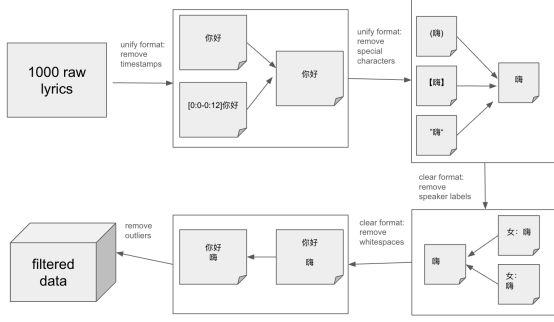 1000 raw
lyrics
unify format:
remove
timestamps
你好
[0:0-0:12]你好
你好
unify format:
remove
special
characters
(嗨)
【嗨】
"嗨"
嗨
clear format:
remove
speaker labels
女：嗨
女：
嗨
嗨
clear format:
remove
whitespaces
你好
嗨
你好
嗨
remove
outliers
filtered
data